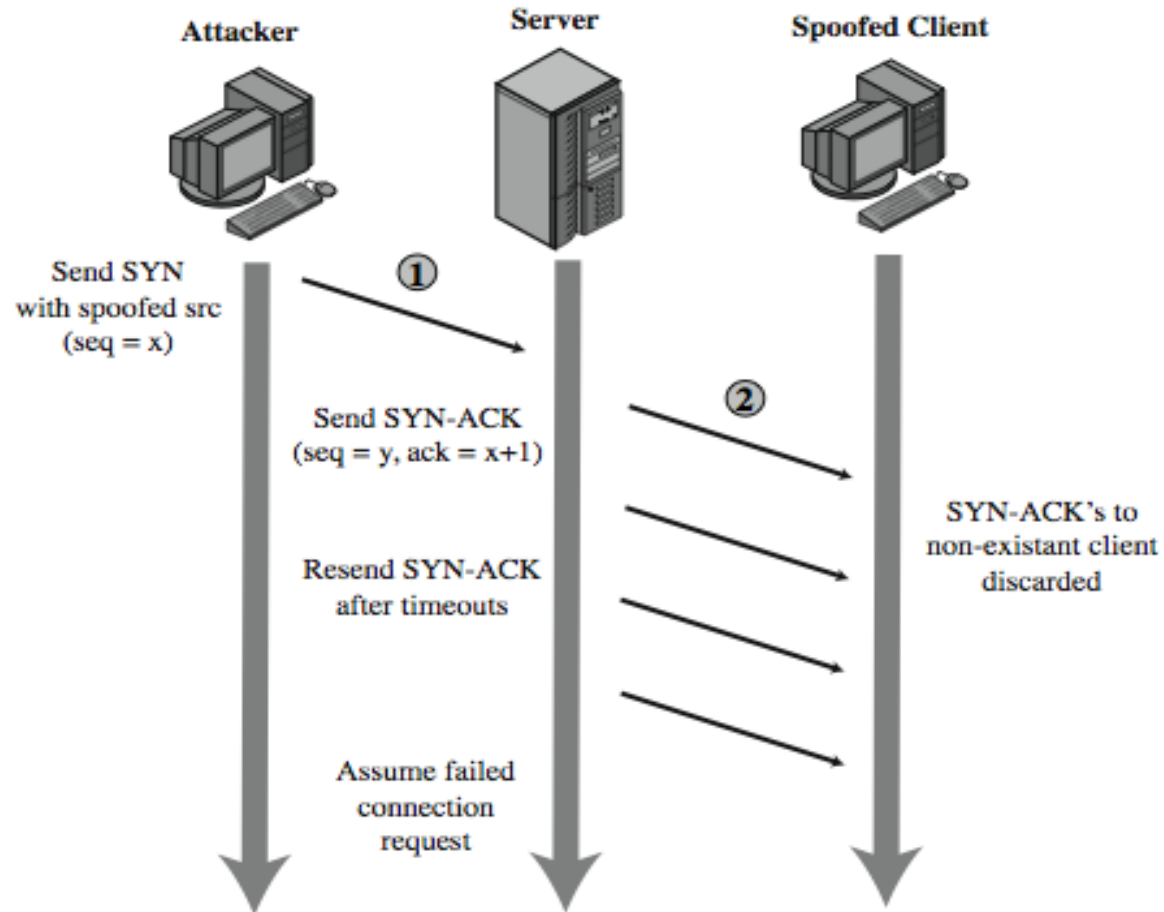 Attacker
Server
Spoofed Client
Send SYN
with spoofed src
(seq = x)
1
Send SYN-ACK
(seq = y, ack = x+1)
2
SYN-ACK's to
non-existant client
discarded
Resend SYN-ACK
after timeouts
Assume failed
connection
request